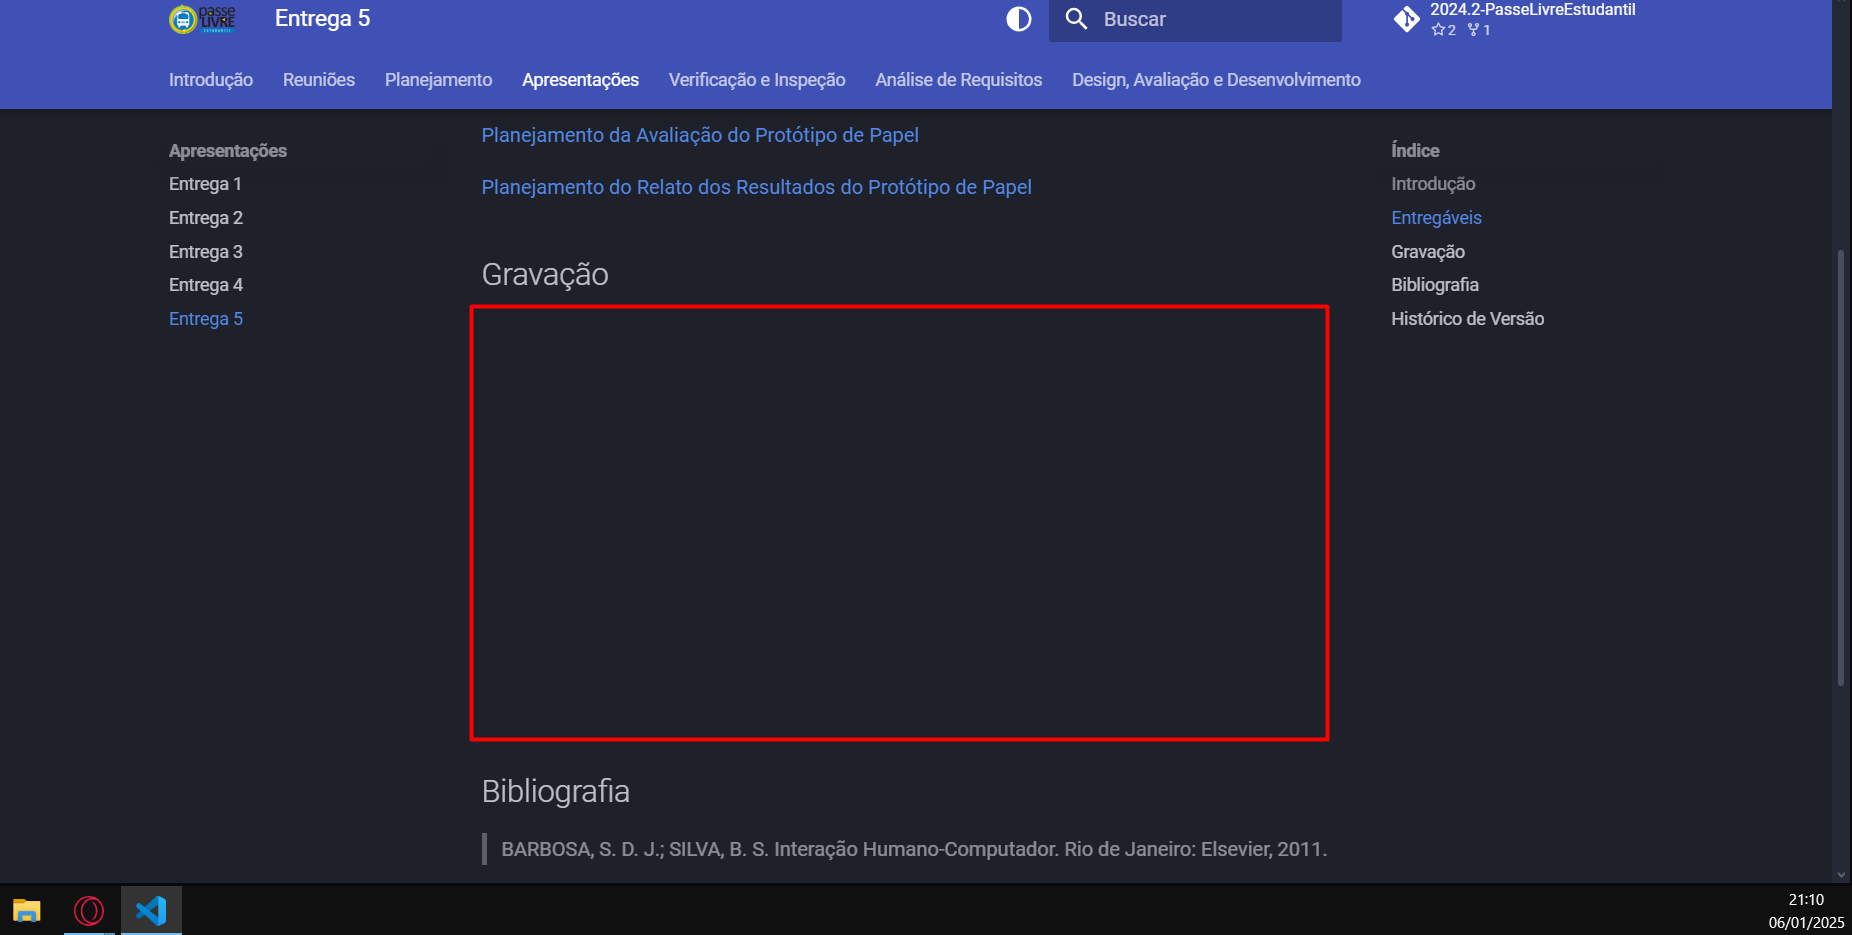 passe
LIVRE
ESTUDANTIL
Entrega 5
Buscar
2024.2-PasseLivreEstudantil
2 1
Introdução Reuniões Planejamento Apresentações Verificação e Inspeção Análise de Requisitos Design, Avaliação e Desenvolvimento
Apresentações
Entrega 1
Entrega 2
Entrega 3
Entrega 4
Entrega 5
Planejamento da Avaliação do Protótipo de Papel
Planejamento do Relato dos Resultados do Protótipo de Papel
Gravação
Bibliografia
BARBOSA, S. D. J.; SILVA, B. S. Interação Humano-Computador. Rio de Janeiro: Elsevier, 2011.
Índice
Introdução
Entregáveis
Gravação
Bibliografia
Histórico de Versão
21:10
06/01/2025